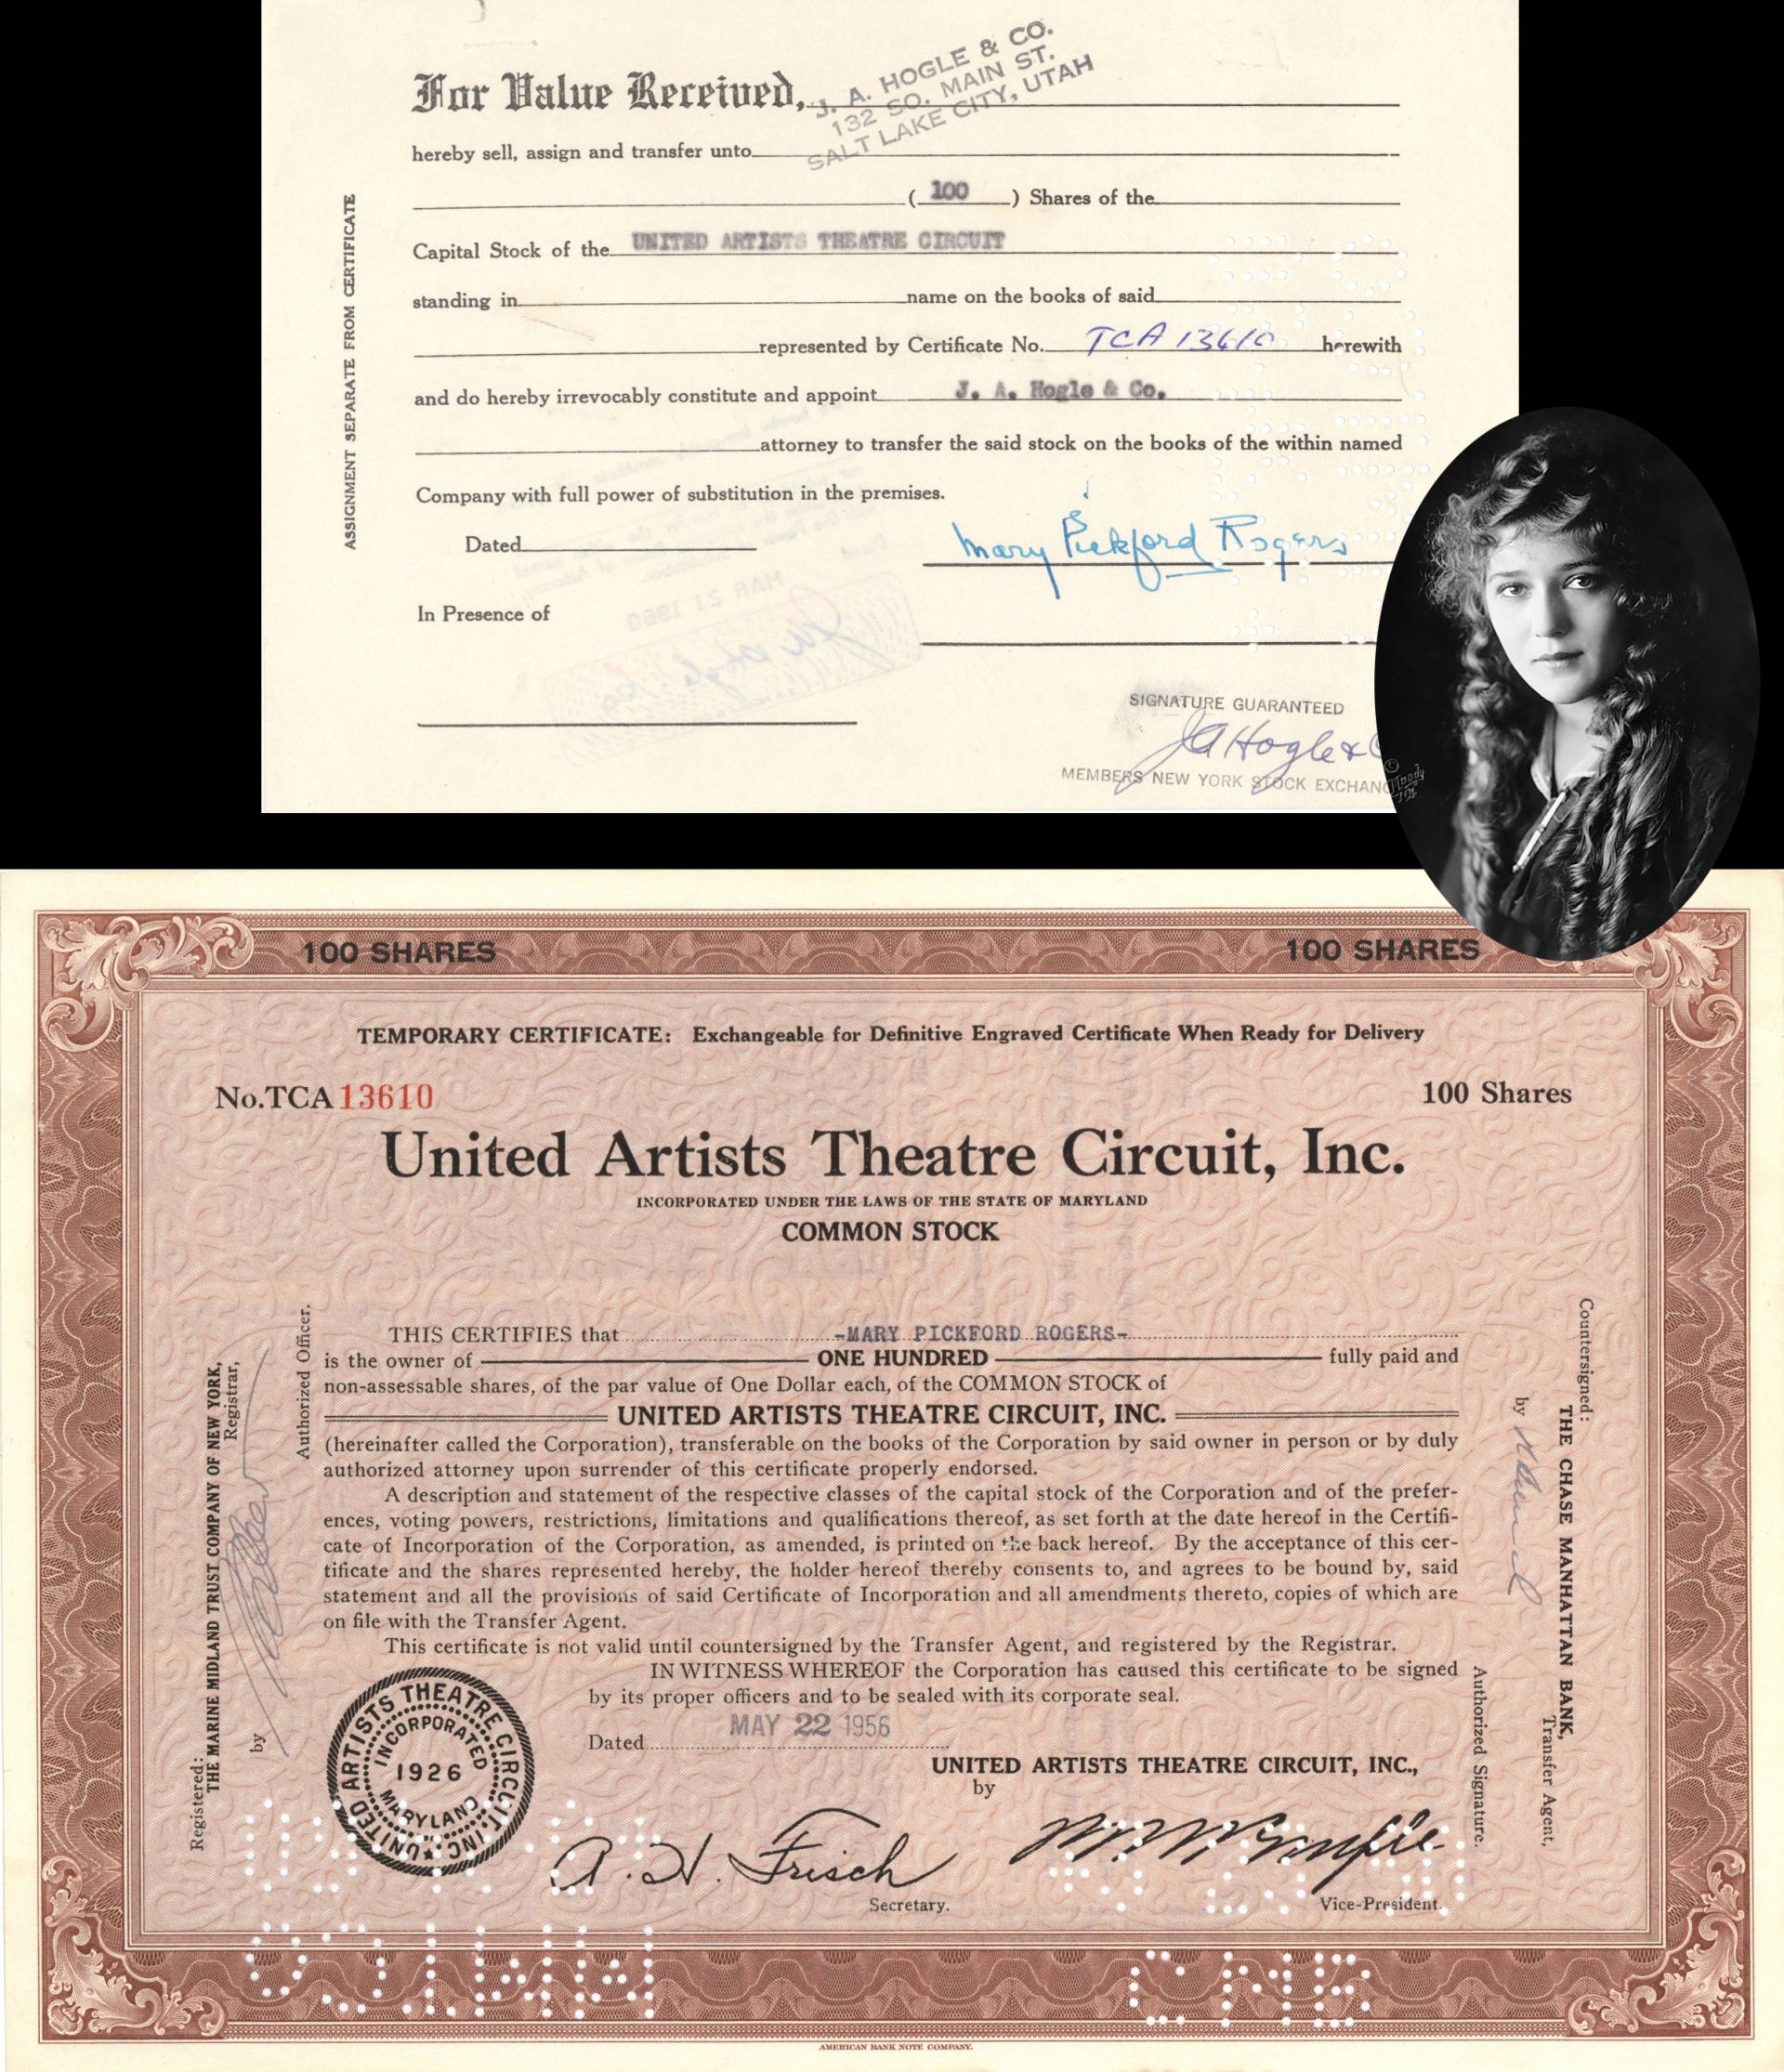 J. A. HOGLE & CO.
132 SO. MAIN ST.
SALT LAKE CITY, UTAH
For Value Received,
hereby sell, assign and transfer unto
( 100 ) Shares of the
Capital Stock of the UNITED ARTISTS THEATRE CIRCUIT
standing in name on the books of said
represented by Certificate No. TCA 13610 herewith
and do hereby irrevocably constitute and appoint J. A. Hogle & Co.
attorney to transfer the said stock on the books of the within named
Company with full power of substitution in the premises.
Dated
Mary Pickford Rogers
In Presence of
MAR 21 1960
SIGNATURE GUARANTEED
JA Hogle & C
MEMBERS NEW YORK STOCK EXCHANG
ASSIGNMENT SEPARATE FROM CERTIFICATE
100 SHARES 100 SHARES
TEMPORARY CERTIFICATE: Exchangeable for Definitive Engraved Certificate When Ready for Delivery
No.TCA 13610 100 Shares
United Artists Theatre Circuit, Inc.
INCORPORATED UNDER THE LAWS OF THE STATE OF MARYLAND
COMMON STOCK
THIS CERTIFIES that -MARY PICKFORD ROGERS-
is the owner of ONE HUNDRED fully paid and
non-assessable shares, of the par value of One Dollar each, of the COMMON STOCK of
UNITED ARTISTS THEATRE CIRCUIT, INC.
(hereinafter called the Corporation), transferable on the books of the Corporation by said owner in person or by duly
authorized attorney upon surrender of this certificate properly endorsed.
A description and statement of the respective classes of the capital stock of the Corporation and of the prefer-
ences, voting powers, restrictions, limitations and qualifications thereof, as set forth at the date hereof in the Certifi-
cate of Incorporation of the Corporation, as amended, is printed on the back hereof. By the acceptance of this cer-
tificate and the shares represented hereby, the holder hereof thereby consents to, and agrees to be bound by, said
statement and all the provisions of said Certificate of Incorporation and all amendments thereto, copies of which are
on file with the Transfer Agent.
This certificate is not valid until countersigned by the Transfer Agent, and registered by the Registrar.
IN WITNESS WHEREOF the Corporation has caused this certificate to be signed
by its proper officers and to be sealed with its corporate seal.
Dated MAY 22 1956
UNITED ARTISTS THEATRE CIRCUIT, INC.,
by
A. H. Frisch
Secretary.
Vice-President.
UNITED ARTISTS THEATRE CIRCUIT, INC.
INCORPORATED
1926
MARYLAND
Registered:
THE MARINE MIDLAND TRUST COMPANY OF NEW YORK,
Registrar,
by
Authorized Officer.
Countersigned:
THE CHASE MANHATTAN BANK,
Transfer Agent,
by
Authorized Signature.
AMERICAN BANK NOTE COMPANY.